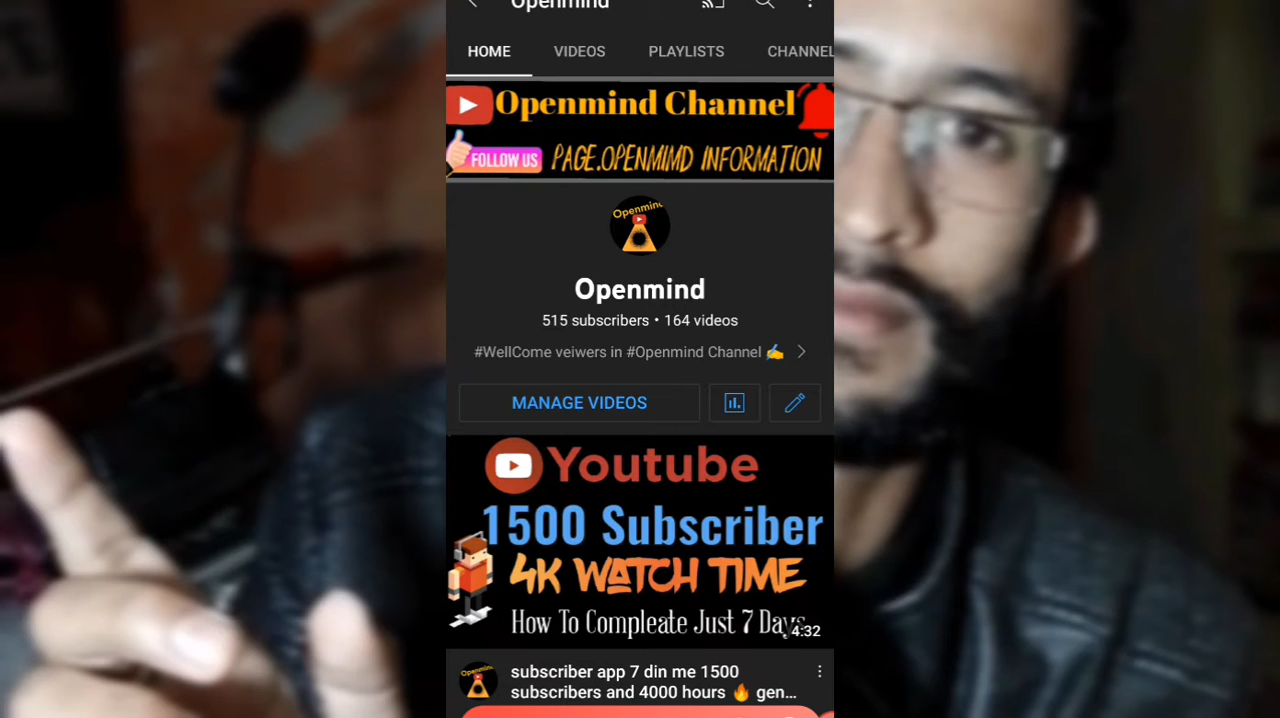 Openmind
HOME VIDEOS PLAYLISTS CHANNEL
Openmind Channel
FOLLOW US PAGE.OPENMIMD INFORMATION
Openmind
Openmind
515 subscribers • 164 videos
#WellCome veiwers in #Openmind Channel ✍️
MANAGE VIDEOS
Youtube
1500 Subscriber
4K WATCH TIME
How To Compleate Just 7 Days
4:32
Openmind
subscriber app 7 din me 1500
subscribers and 4000 hours 🔥 gen...